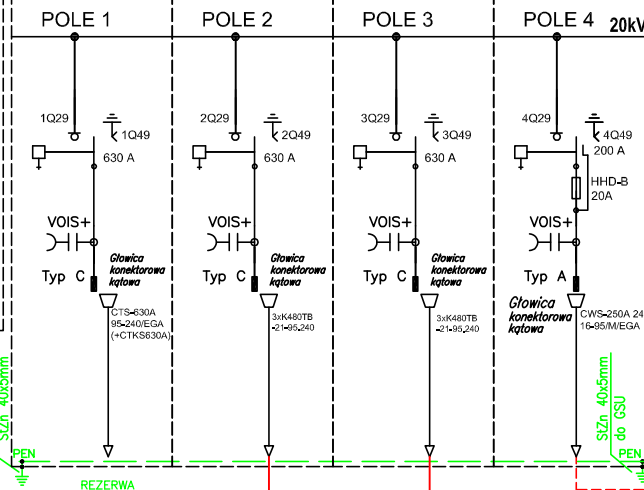 POLE 1
POLE 2
POLE 3
POLE 4
20kV
1Q29
1Q49
630 A
VOIS+
Typ C
Głowica
konektorowa
kątowa
CTS-630A
95-240/EGA
(+CTKS630A)
2Q29
2Q49
630 A
VOIS+
Typ C
Głowica
konektorowa
kątowa
3xK480TB
-21-95.240
3Q29
3Q49
630 A
VOIS+
Typ C
Głowica
konektorowa
kątowa
3xK480TB
-21-95.240
4Q29
4Q49
200 A
HHD-B
20A
VOIS+
Typ A
Głowica
konektorowa
kątowa
CWS-250A 24
16-95/M/EGA
StZn 40x5mm
PEN
REZERWA
StZn 40x5mm
do GSU
PEN